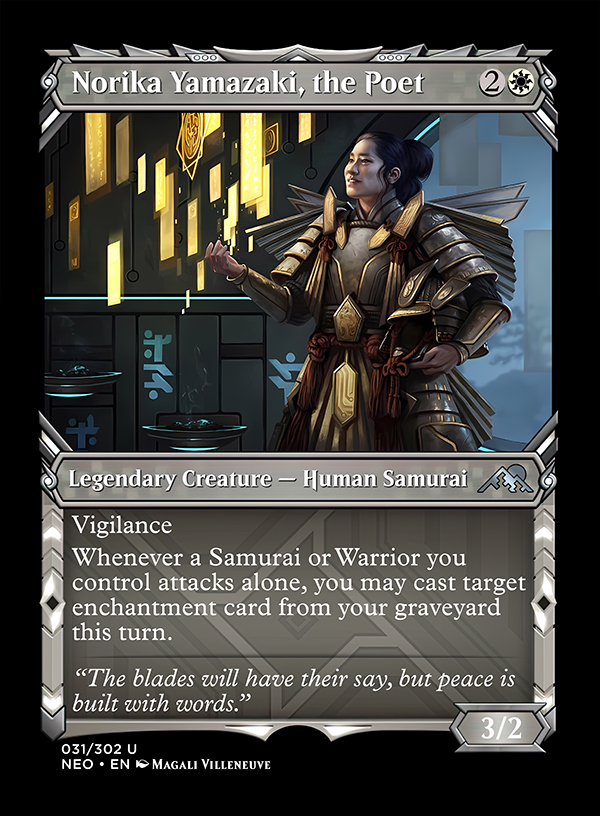 Norika Yamazaki, the Poet 2
Legendary Creature — Human Samurai
Vigilance
Whenever a Samurai or Warrior you
control attacks alone, you may cast target
enchantment card from your graveyard
this turn.
“The blades will have their say, but peace is
built with words.”
3/2
031/302 U
NEO • EN Magali Villeneuve